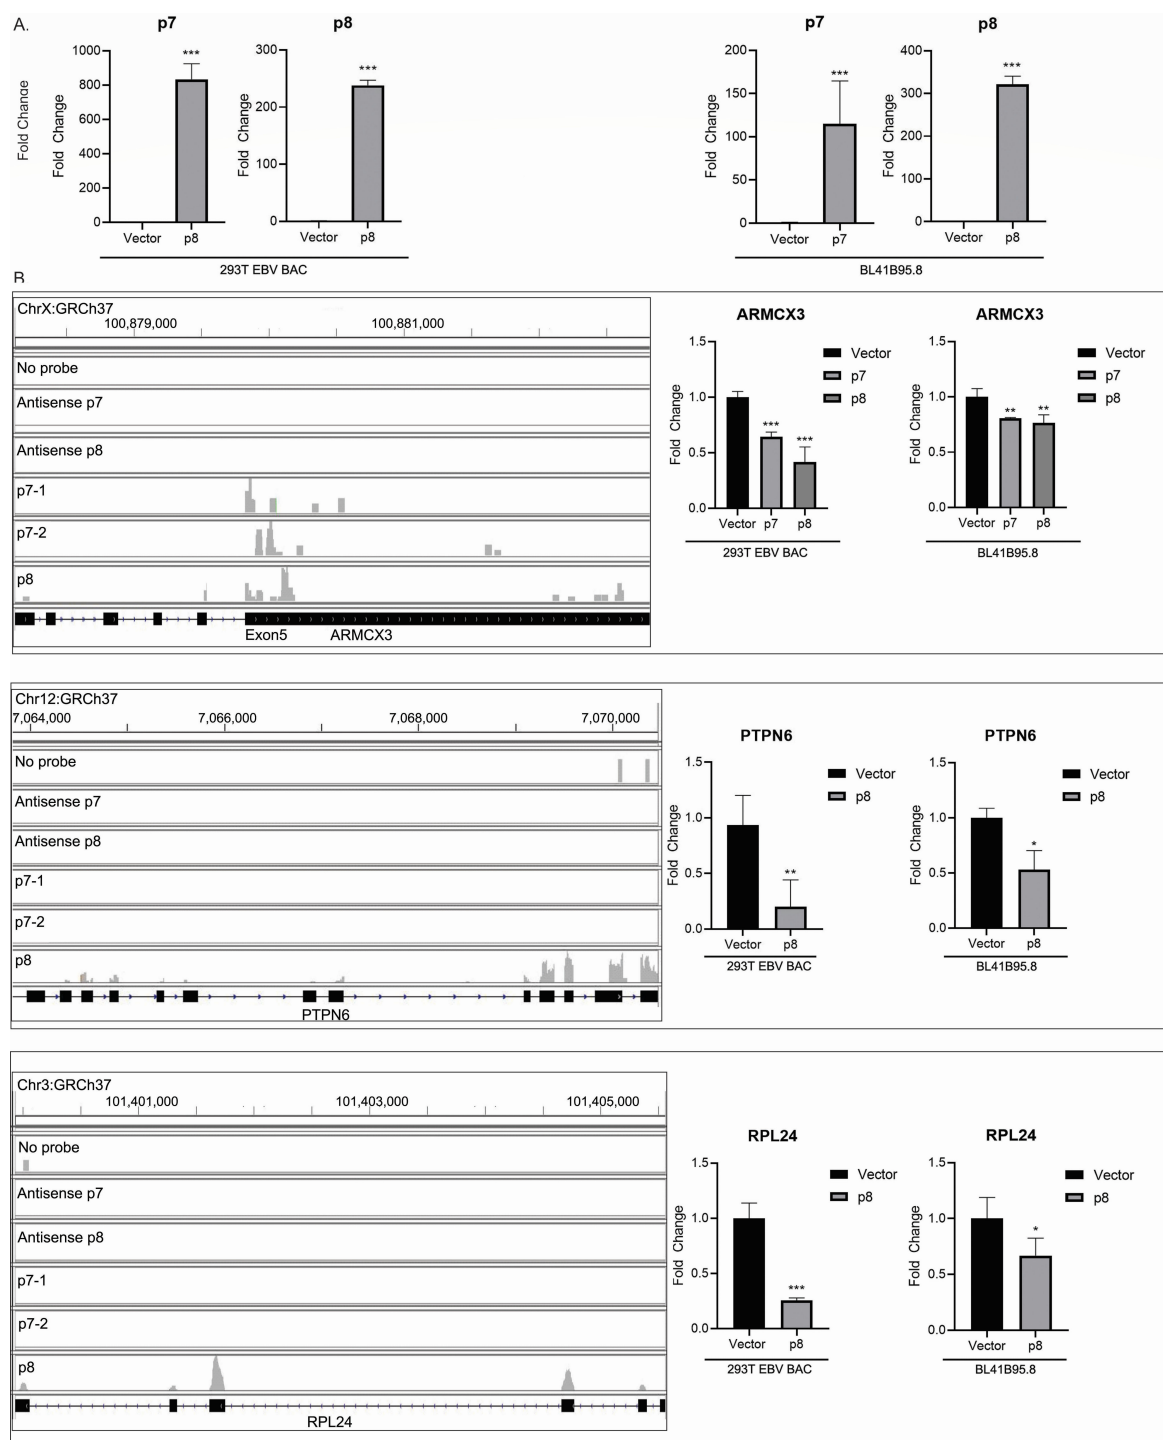 A.
p7
p8
p7
p8
Fold Change
Fold Change
1000
800
600
400
200
0
***
Vector
p8
Fold Change
300
200
100
0
***
Vector
p8
293T EBV BAC
Fold Change
200
150
100
50
0
***
Vector
p7
Fold Change
400
300
200
100
0
***
Vector
p8
BL41B95.8
B
ChrX:GRCh37
100,879,000
100,881,000
No probe
Antisense p7
Antisense p8
p7-1
p7-2
p8
Exon5
ARMCX3
ARMCX3
Fold Change
1.5
1.0
0.5
0.0
***
***
Vector
p7
p8
Vector
p7
p8
293T EBV BAC
ARMCX3
Fold Change
1.5
1.0
0.5
0.0
**
**
Vector
p7
p8
Vector
p7
p8
BL41B95.8
Chr12:GRCh37
7,064,000
7,066,000
7,068,000
7,070,000
No probe
Antisense p7
Antisense p8
p7-1
p7-2
p8
PTPN6
PTPN6
Fold Change
1.5
1.0
0.5
0.0
**
Vector
p8
Vector
p8
293T EBV BAC
PTPN6
Fold Change
1.5
1.0
0.5
0.0
*
Vector
p8
Vector
p8
BL41B95.8
Chr3:GRCh37
101,401,000
101,403,000
101,405,000
No probe
Antisense p7
Antisense p8
p7-1
p7-2
p8
RPL24
RPL24
Fold Change
1.5
1.0
0.5
0.0
***
Vector
p8
Vector
p8
293T EBV BAC
RPL24
Fold Change
1.5
1.0
0.5
0.0
*
Vector
p8
Vector
p8
BL41B95.8